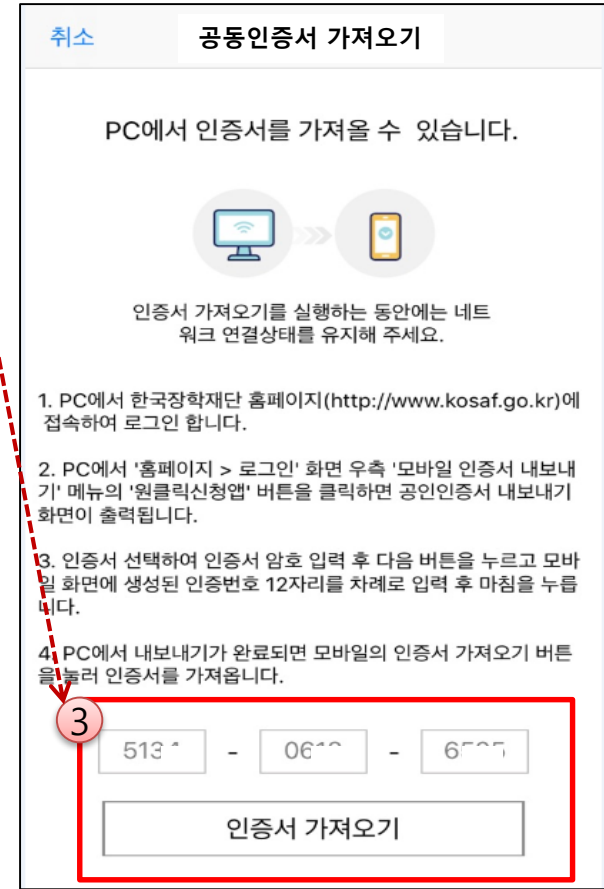 취소 공동인증서 가져오기
PC에서 인증서를 가져올 수 있습니다.
인증서 가져오기를 실행하는 동안에는 네트
워크 연결상태를 유지해 주세요.
1. PC에서 한국장학재단 홈페이지(http://www.kosaf.go.kr)에
접속하여 로그인 합니다.
2. PC에서 '홈페이지 > 로그인' 화면 우측 '모바일 인증서 내보내
기' 메뉴의 '원클릭신청앱' 버튼을 클릭하면 공인인증서 내보내기
화면이 출력됩니다.
3. 인증서 선택하여 인증서 암호 입력 후 다음 버튼을 누르고 모바
일 화면에 생성된 인증번호 12자리를 차례로 입력 후 마침을 누릅
니다.
4. PC에서 내보내기가 완료되면 모바일의 인증서 가져오기 버튼
을 눌러 인증서를 가져옵니다.
3
- -
인증서 가져오기